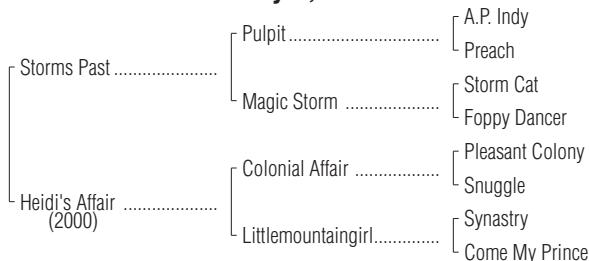 A.P. Indy
Pulpit
Preach
Storms Past
Storm Cat
Magic Storm
Foppy Dancer
Pleasant Colony
Colonial Affair
Snuggle
Heidi's Affair
(2000)
Synastry
Littlemountaingirl
Come My Prince